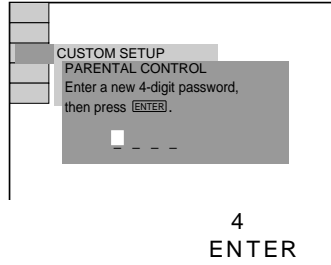 CUSTOM SETUP
PARENTAL CONTROL
Enter a new 4-digit password,
then press ENTER .
_ _ _ _
4
ENTER